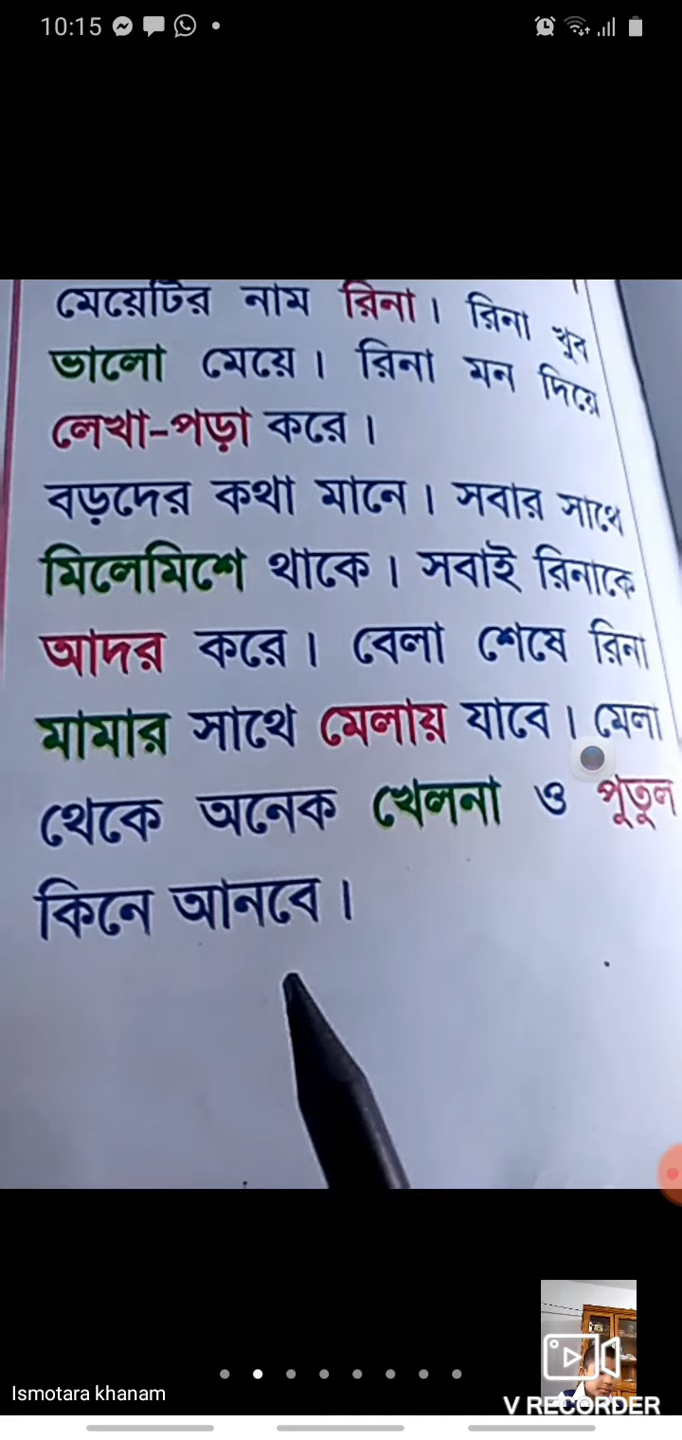 10:15
মেয়েটির নাম রিনা। রিনা খুব
ভালো মেয়ে। রিনা মন দিয়ে
লেখা-পড়া করে।
বড়দের কথা মানে। সবার সাথে
মিলেমিশে থাকে। সবাই রিনাকে
আদর করে। বেলা শেষে রিনা
মামার সাথে মেলায় যাবে। মেলা
থেকে অনেক খেলনা ও পুতুল
কিনে আনবে।
Ismotara khanam
V RECORDER